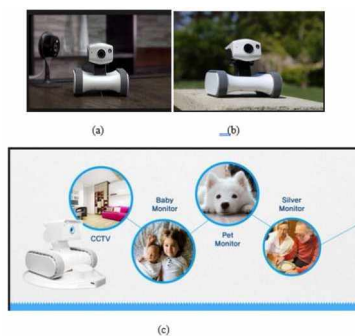 (a)
(b)
Baby
Monitor
Silver
Monitor
CCTV
Pet
Monitor
(c)